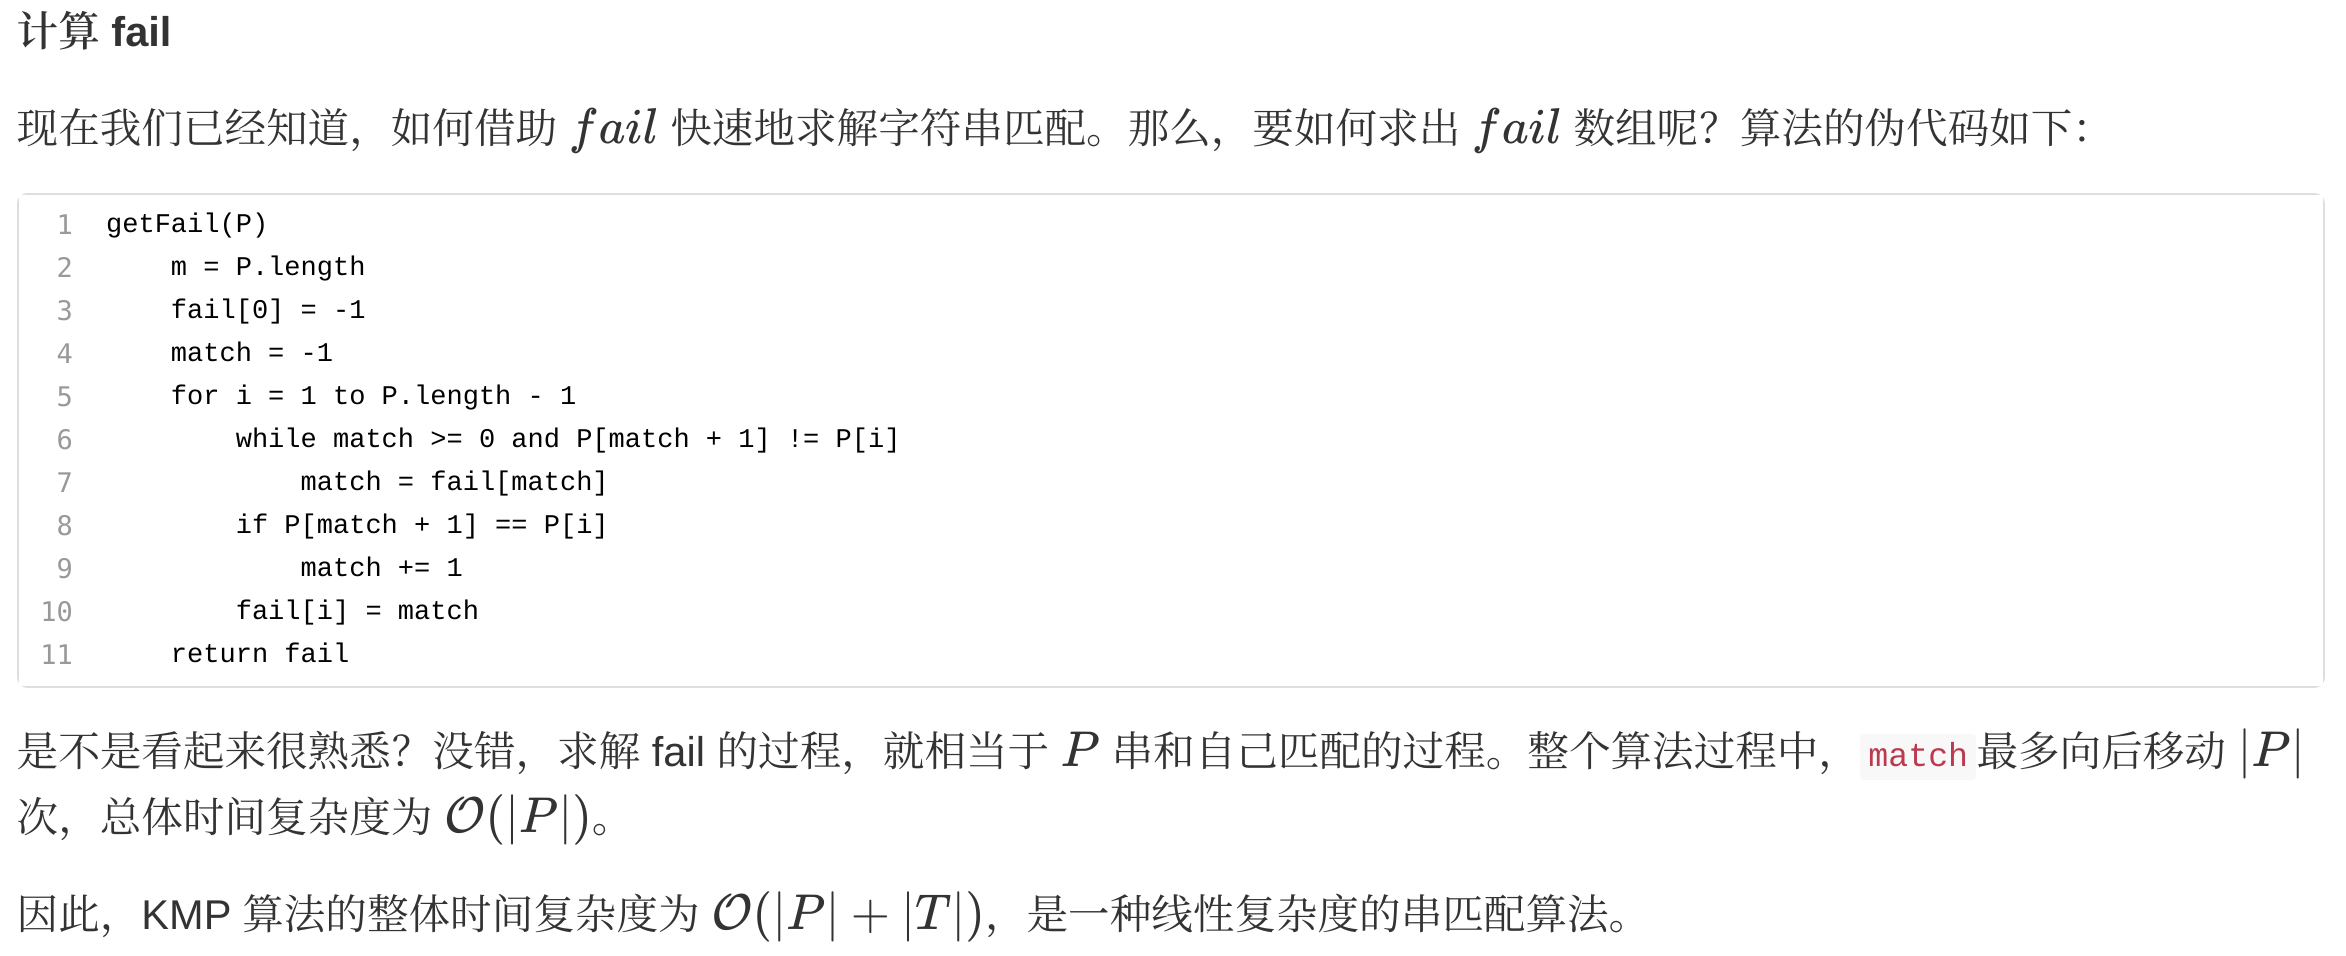 计算 fail
现在我们已经知道，如何借助 fail 快速地求解字符串匹配。那么，要如何求出 fail 数组呢？算法的伪代码如下：
1 getFail(P)
2     m = P.length
3     fail[0] = -1
4     match = -1
5     for i = 1 to P.length - 1
6         while match >= 0 and P[match + 1] != P[i]
7             match = fail[match]
8         if P[match + 1] == P[i]
9             match += 1
10         fail[i] = match
11     return fail
是不是看起来很熟悉？没错，求解 fail 的过程，就相当于 P 串和自己匹配的过程。整个算法过程中，match最多向后移动 |P|
次，总体时间复杂度为 O(|P|)。
因此，KMP 算法的整体时间复杂度为 O(|P| + |T|)，是一种线性复杂度的串匹配算法。